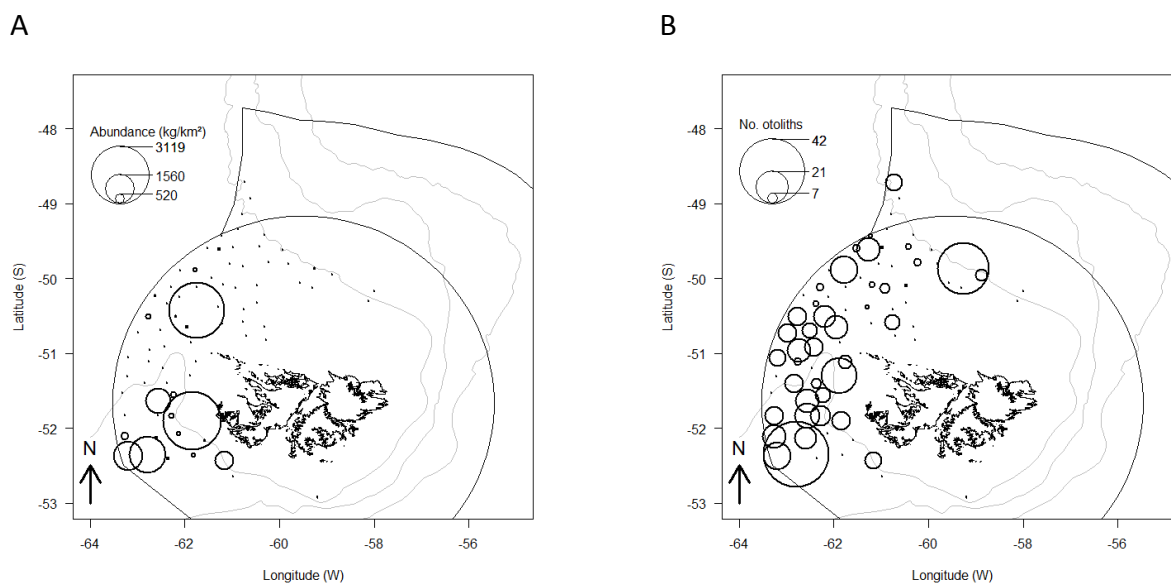 A
B
Abundance (kg/km²)
3119
1560
520
No. otoliths
42
21
7
-48
-49
-50
-51
-52
-53
Latitude (S)
N
-64
-62
-60
-58
-56
Longitude (W)
-48
-49
-50
-51
-52
-53
Latitude (S)
N
-64
-62
-60
-58
-56
Longitude (W)